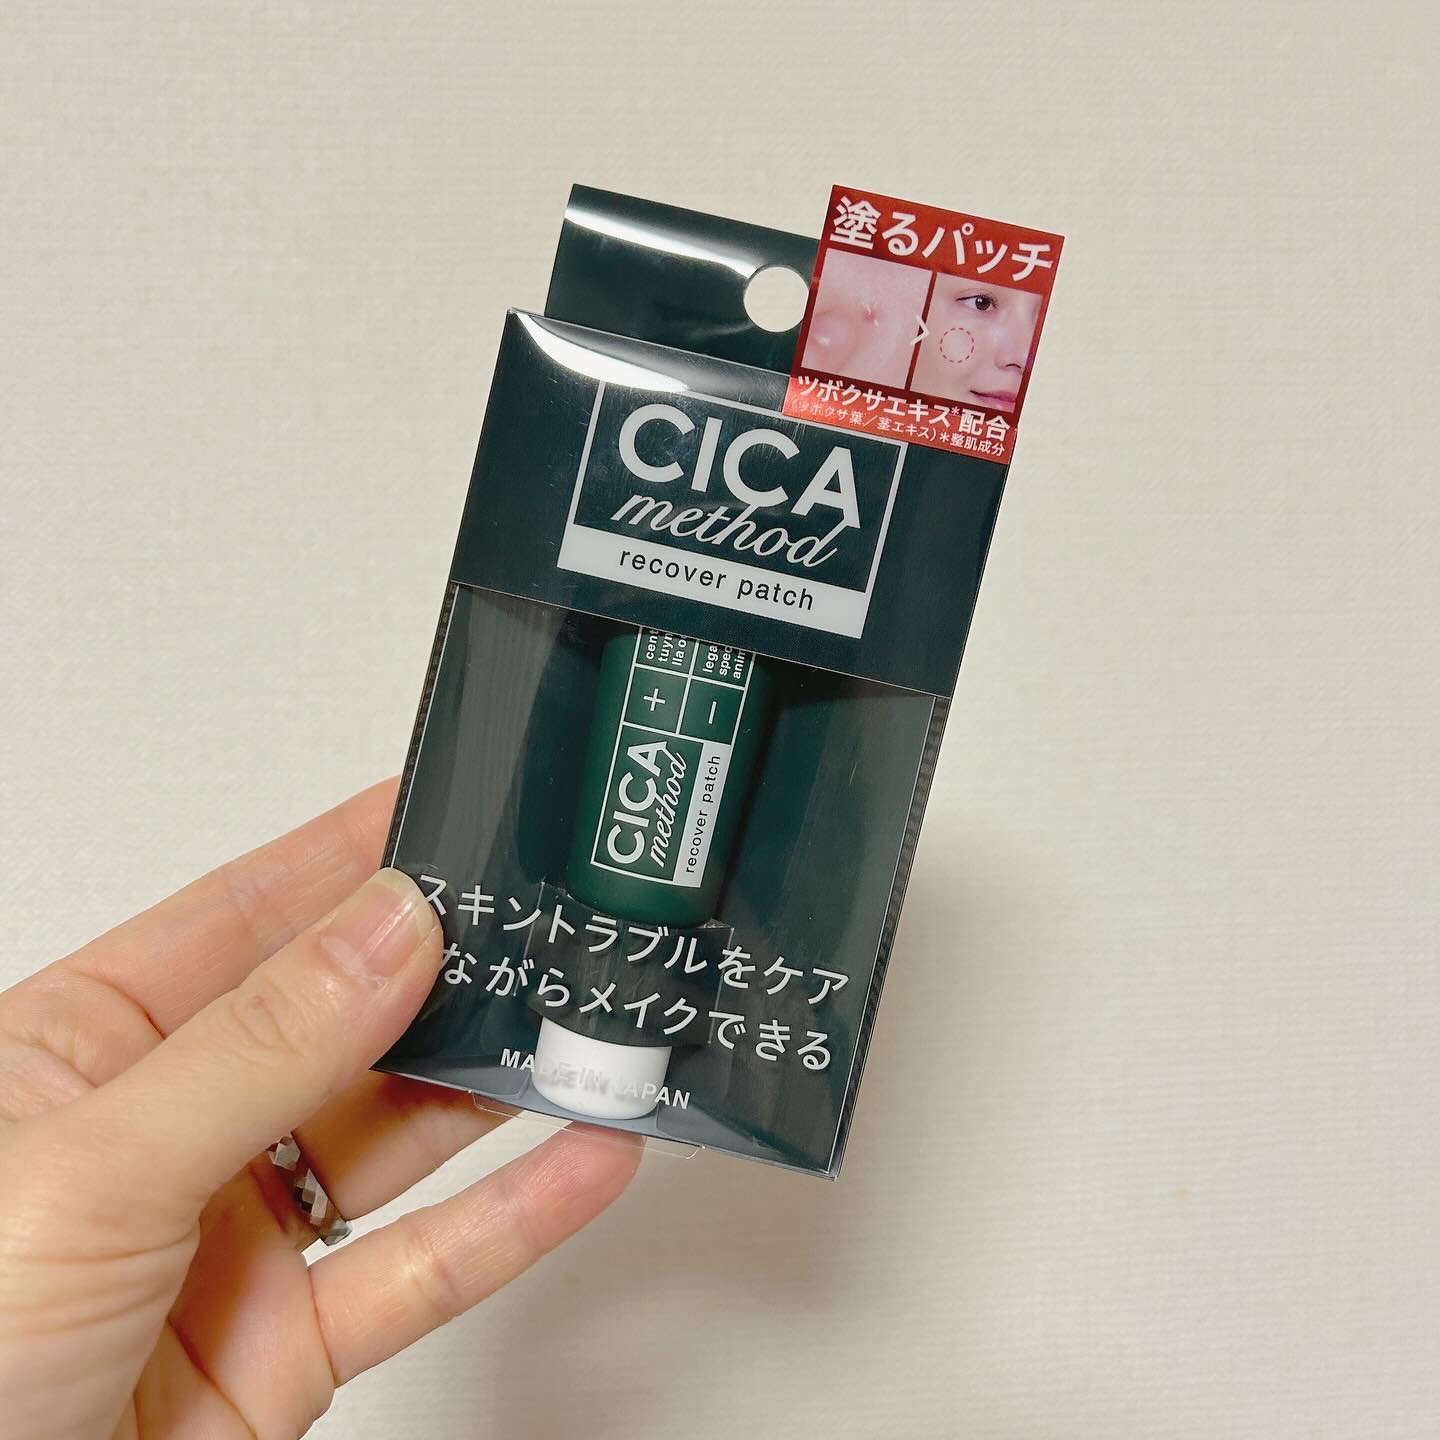 塗るパッチ
ツボクサエキス*配合
(ツボクサ葉/茎エキス)*整肌成分
CICA
method
recover patch
+
−
CICA
method
recover patch
スキントラブルをケア
ながらメイクできる
MADE IN JAPAN